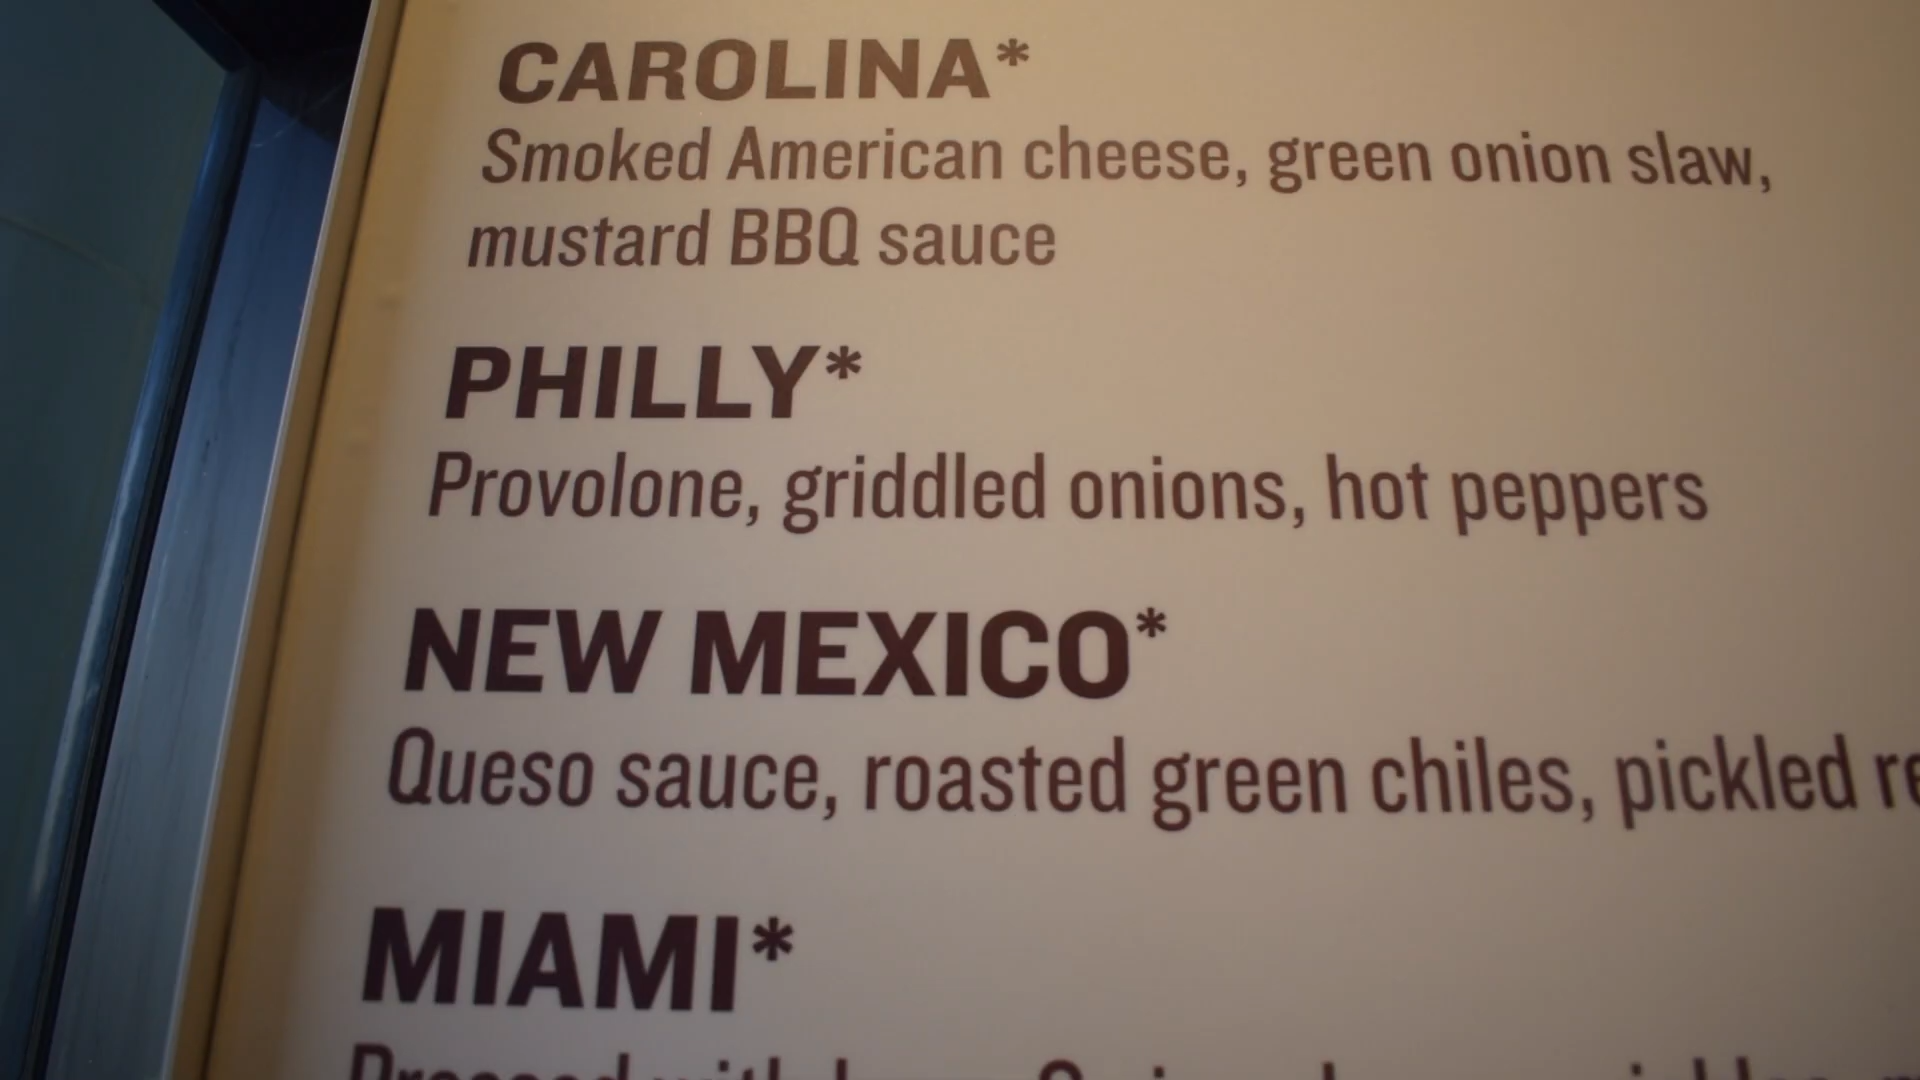 CAROLINA*
Smoked American cheese, green onion slaw,
mustard BBQ sauce
PHILLY*
Provolone, griddled onions, hot peppers
NEW MEXICO*
Queso sauce, roasted green chiles, pickled
MIAMI*